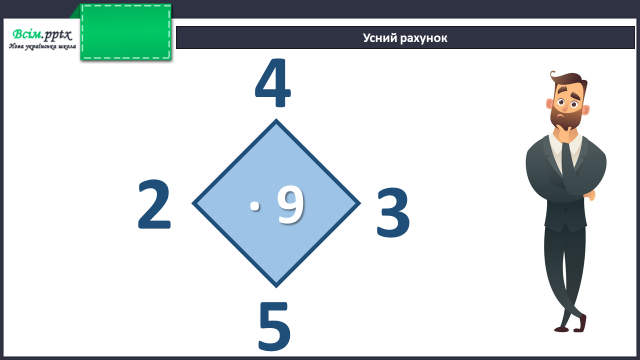 Всім.pptx
Нова українська школа
Усний рахунок
4
2
· 9
3
5